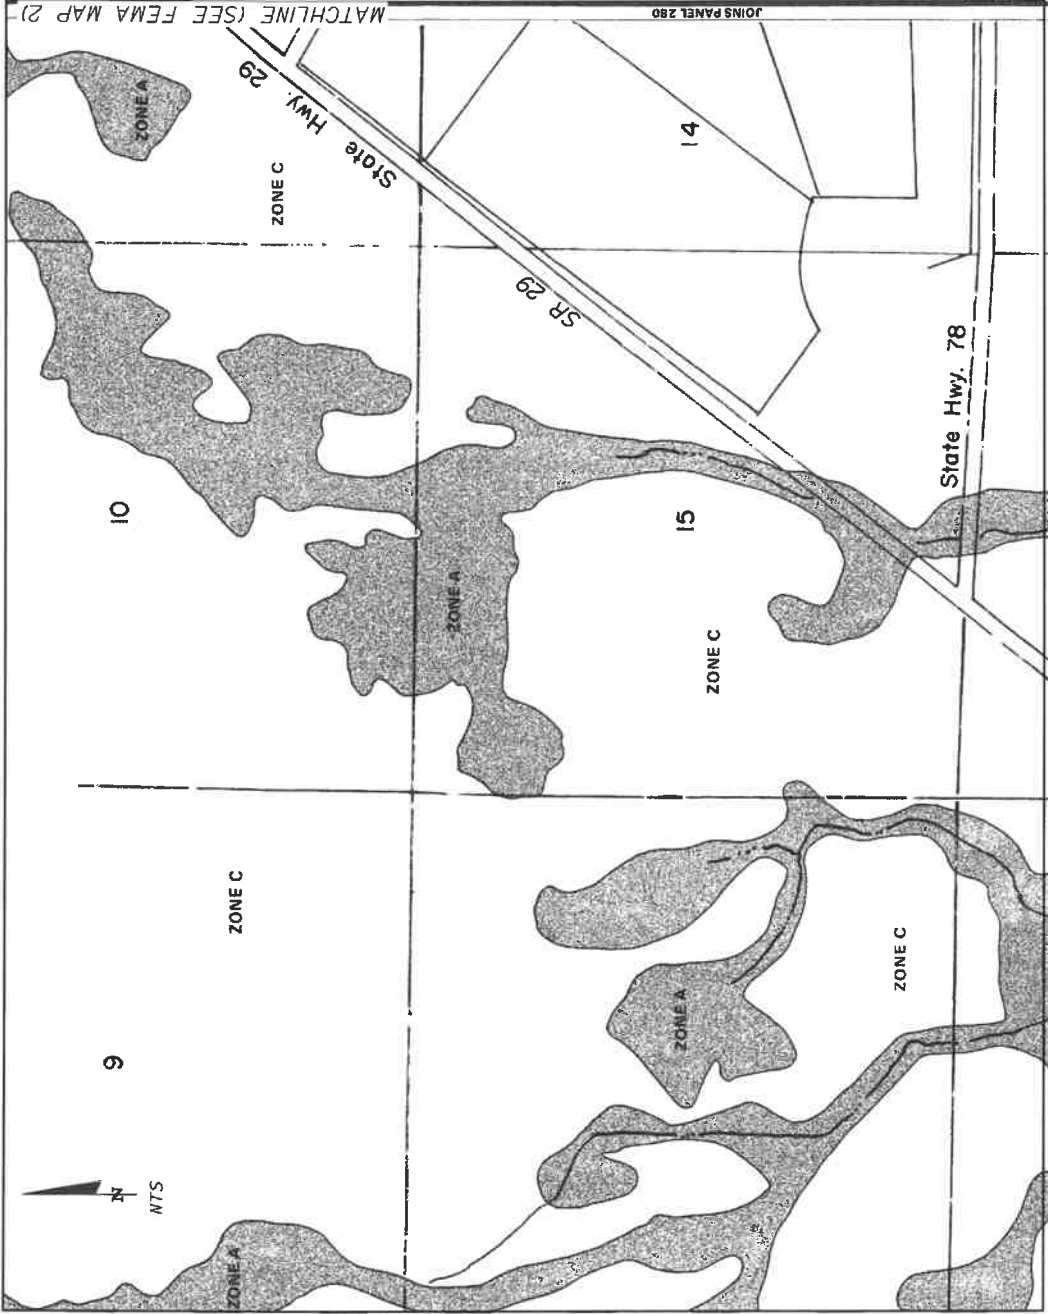 MATCHLINE (SEE FEMA MAP 2)
JOINS PANEL 280
ZONE A
State Hwy. 29
ZONE C
14
SR 29
State Hwy. 78
10
15
ZONE A
ZONE C
ZONE C
ZONE C
ZONE A
9
N
NTS
ZONE A